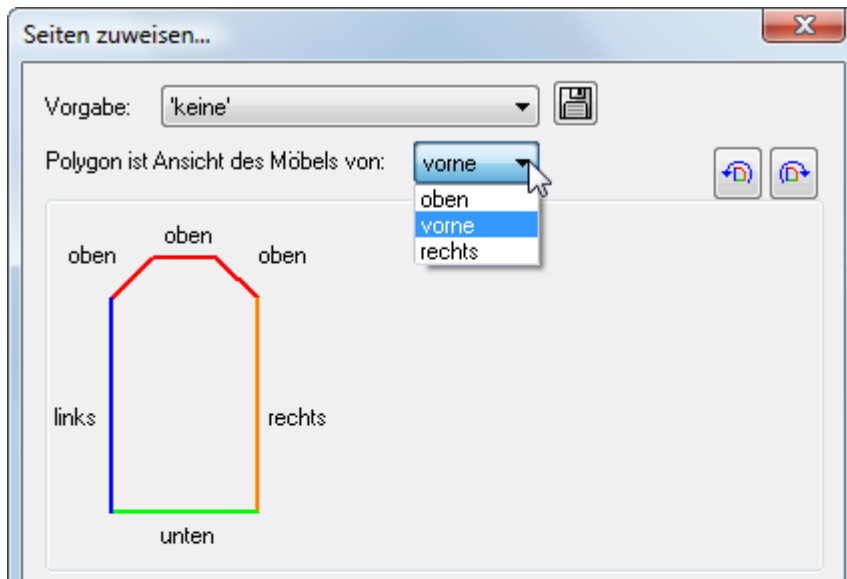 Seiten zuweisen...
Vorgabe: 'keine'
Polygon ist Ansicht des Möbels von: vorne
oben
vorne
rechts
oben
oben oben
links rechts
unten